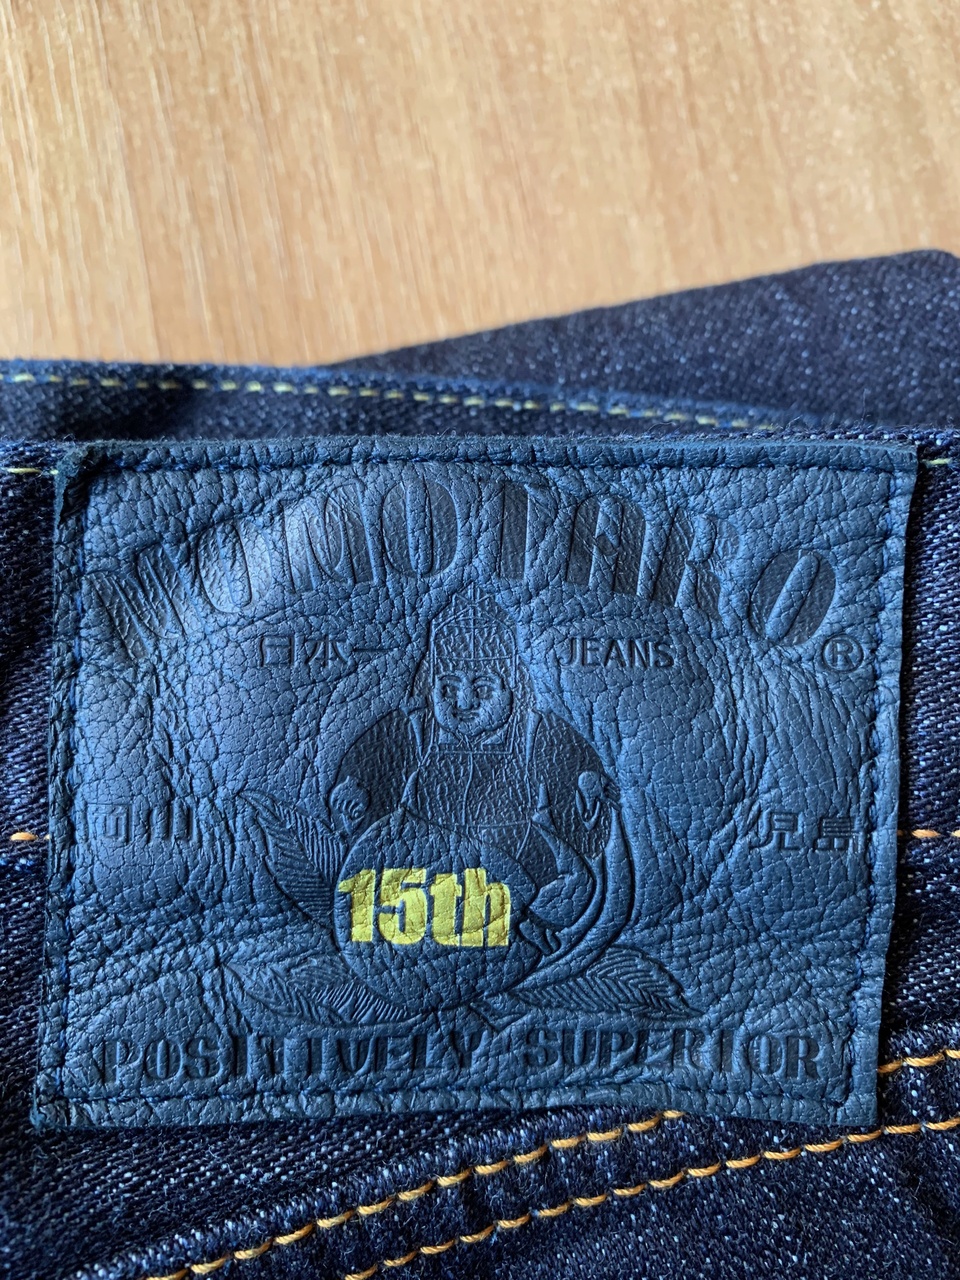 MOMOTARO
日本一 JEANS ®
岡山 児島
15th
POSITIVELY SUPERIOR